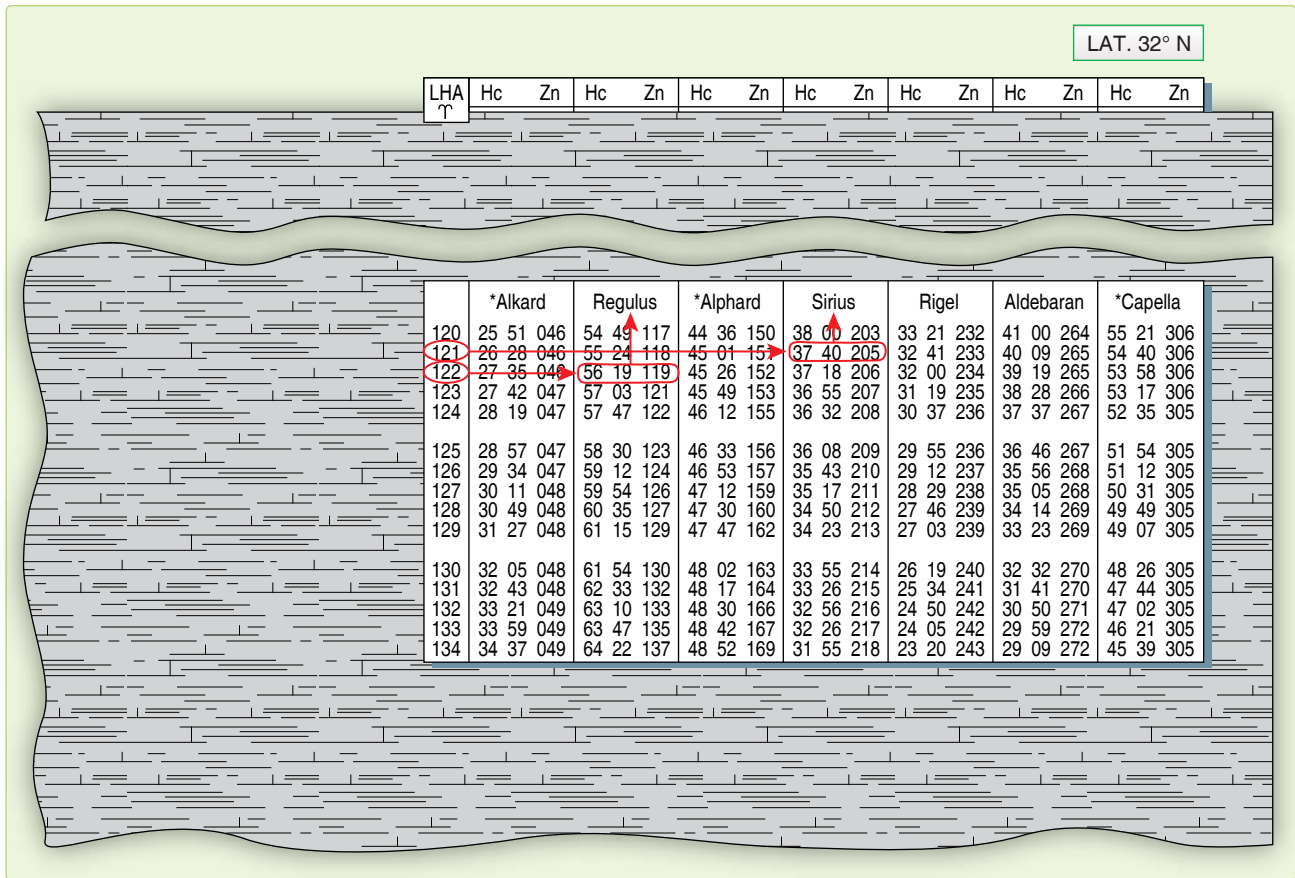 LAT. 32° N
LHA ♈ Hc Zn Hc Zn Hc Zn Hc Zn Hc Zn Hc Zn Hc Zn
*Alkard Regulus *Alphard Sirius Rigel Aldebaran *Capella
120 25 51 046 54 49 117 44 36 150 38 00 203 33 21 232 41 00 264 55 21 306
121 28 046 55 24 118 45 01 37 40 205 32 41 233 40 09 265 54 40 306
122 27 35 046 56 19 119 45 26 152 37 18 206 32 00 234 39 19 265 53 58 306
123 27 42 047 57 03 121 45 49 153 36 55 207 31 19 235 38 28 266 53 17 306
124 28 19 047 57 47 122 46 12 155 36 32 208 30 37 236 37 37 267 52 35 305
125 28 57 047 58 30 123 46 33 156 36 08 209 29 55 236 36 46 267 51 54 305
126 29 34 047 59 12 124 46 53 157 35 43 210 29 12 237 35 56 268 51 12 305
127 30 11 048 59 54 126 47 12 159 35 17 211 28 29 238 35 05 268 50 31 305
128 30 49 048 60 35 127 47 30 160 34 50 212 27 46 239 34 14 269 49 49 305
129 31 27 048 61 15 129 47 47 162 34 23 213 27 03 239 33 23 269 49 07 305
130 32 05 048 61 54 130 48 02 163 33 55 214 26 19 240 32 32 270 48 26 305
131 32 43 048 62 33 132 48 17 164 33 26 215 25 34 241 31 41 270 47 44 305
132 33 21 049 63 10 133 48 30 166 32 56 216 24 50 242 30 50 271 47 02 305
133 33 59 049 63 47 135 48 42 167 32 26 217 24 05 242 29 59 272 46 21 305
134 34 37 049 64 22 137 48 52 169 31 55 218 23 20 243 29 09 272 45 39 305